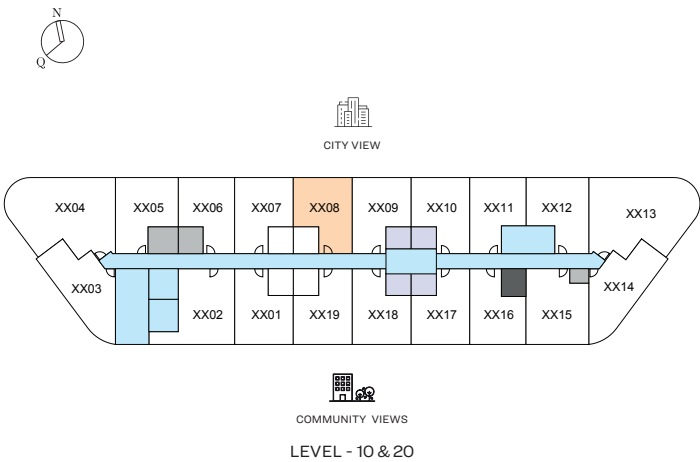 N
Q
CITY VIEW
XX04 XX05 XX06 XX07 XX08 XX09 XX10 XX11 XX12 XX13
XX03 XX02 XX01 XX19 XX18 XX17 XX16 XX15 XX14
COMMUNITY VIEWS
LEVEL - 10 & 20